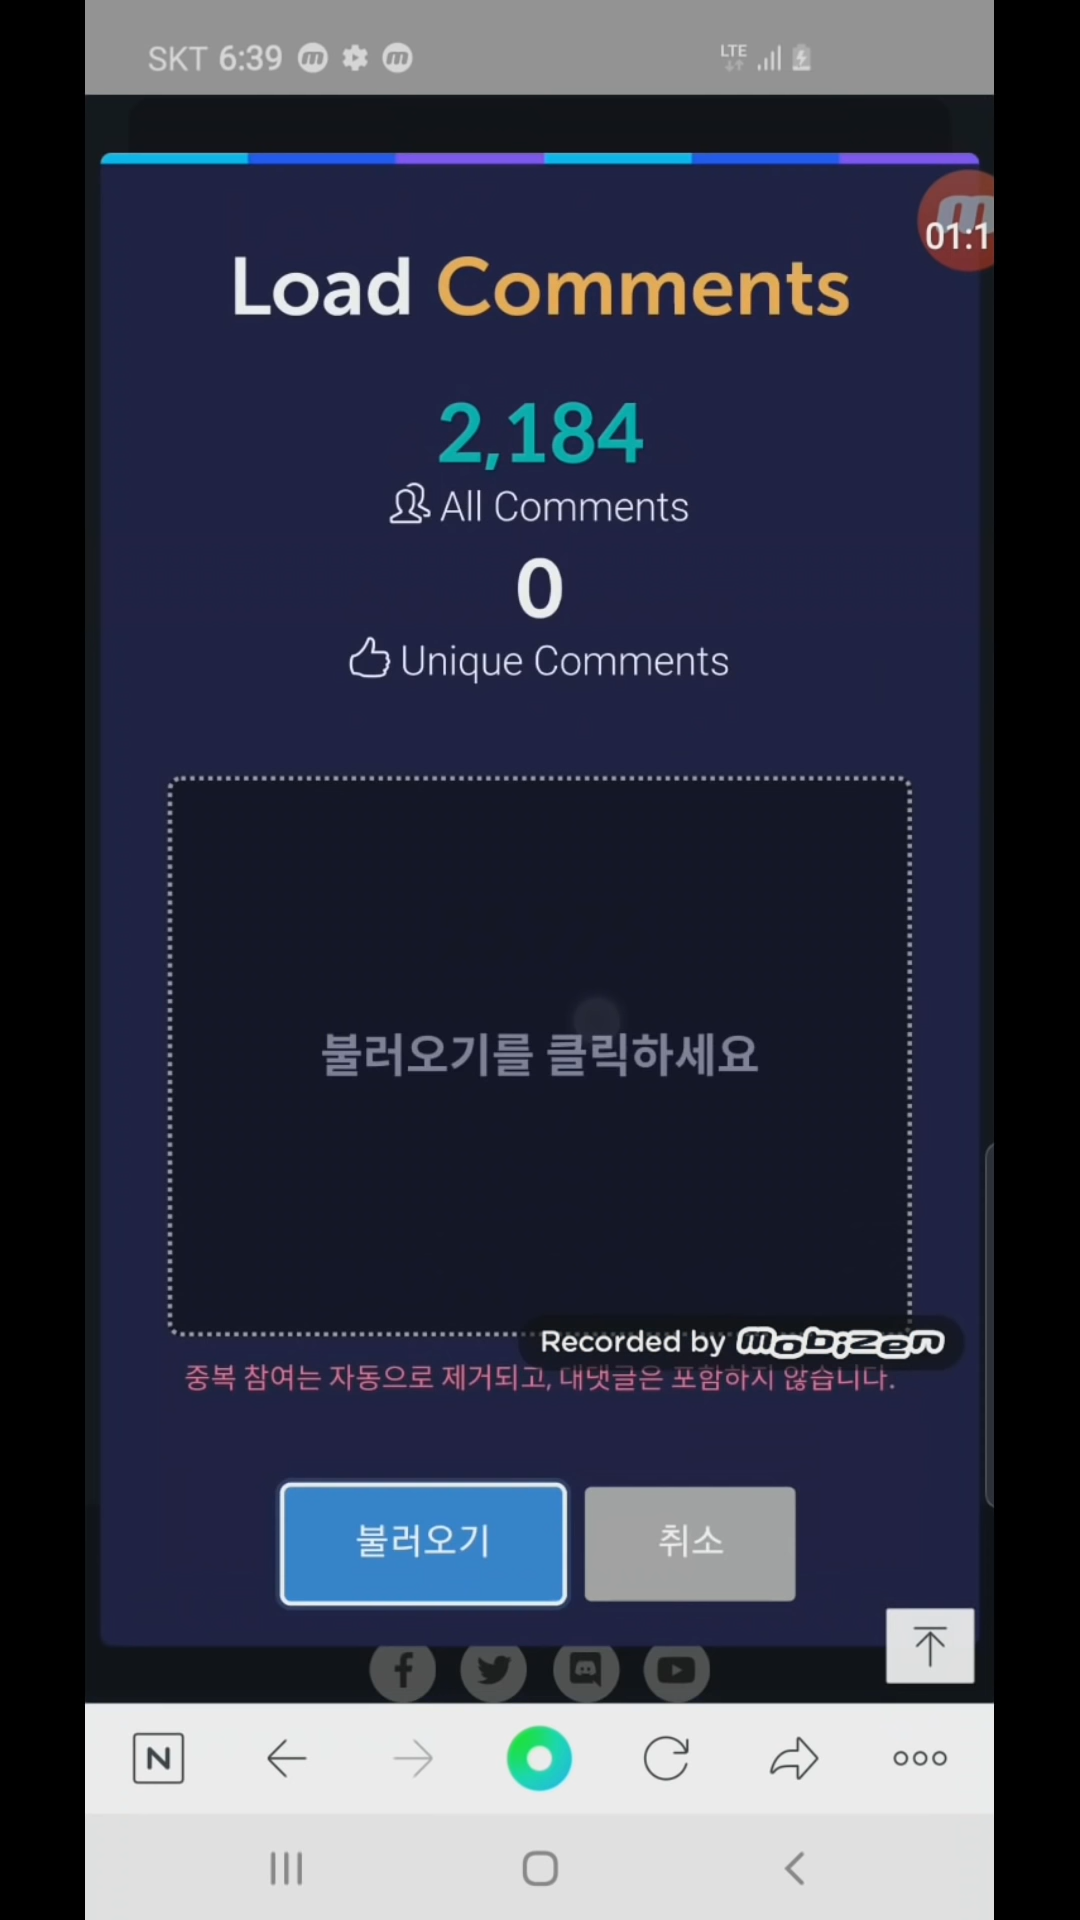 SKT 6:39
LTE
01:1
Load Comments
2,184
All Comments
0
Unique Comments
불러오기를 클릭하세요
Recorded by mobizen
중복 참여는 자동으로 제거되고, 대댓글은 포함하지 않습니다.
불러오기 취소
N